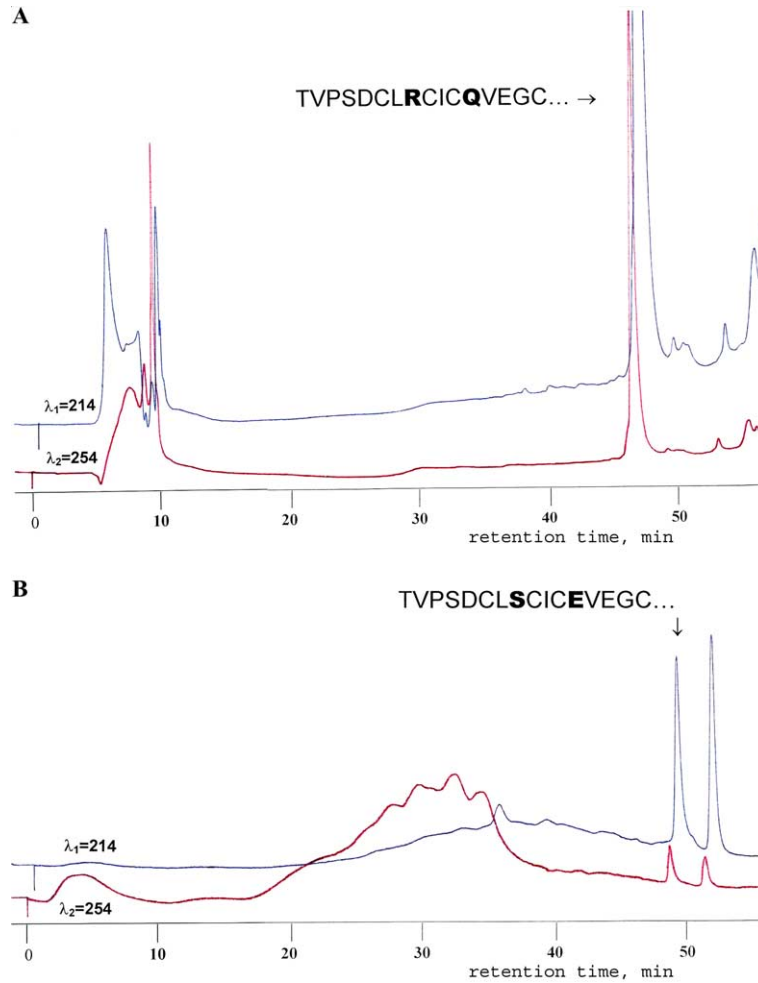 A
TVPSDCLRCICQVEGC... →
λ1=214
λ2=254
0 10 20 30 40 50
retention time, min
B
TVPSDCLSCICEVEGC...
↓
λ1=214
λ2=254
0 10 20 30 40 50
retention time, min